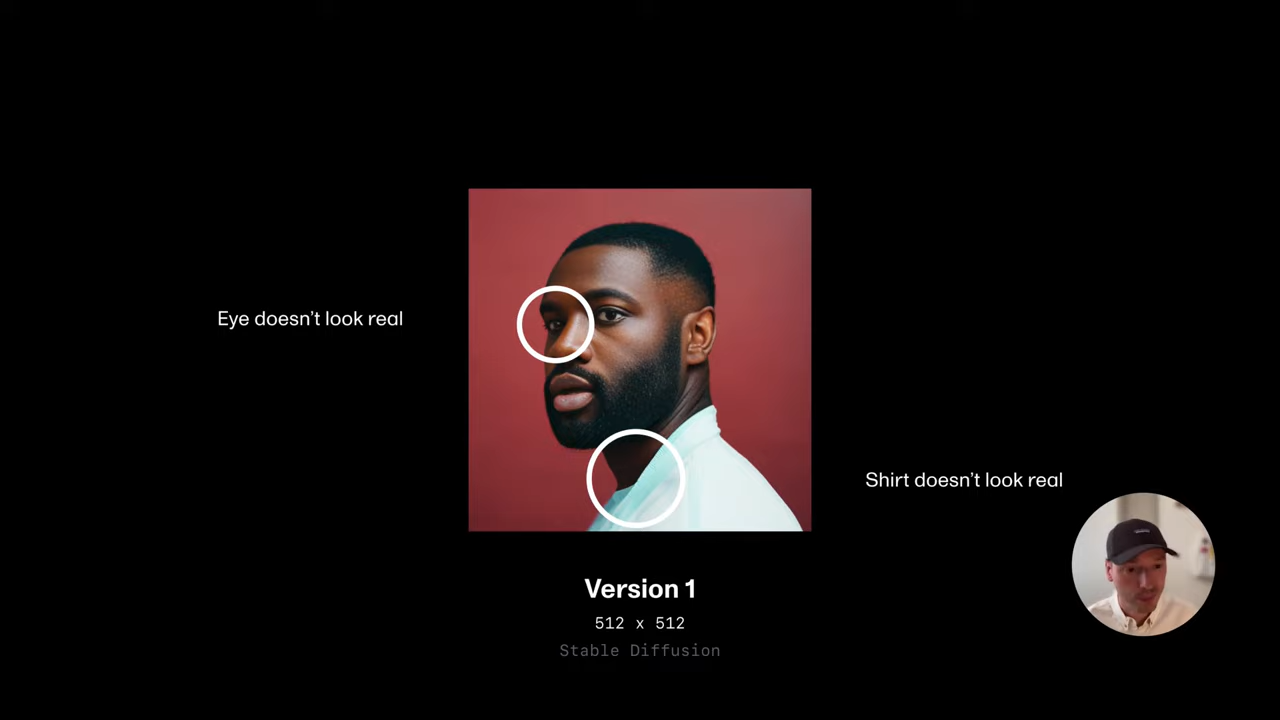 Eye doesn’t look real
Shirt doesn’t look real
Version 1
512 x 512
Stable Diffusion